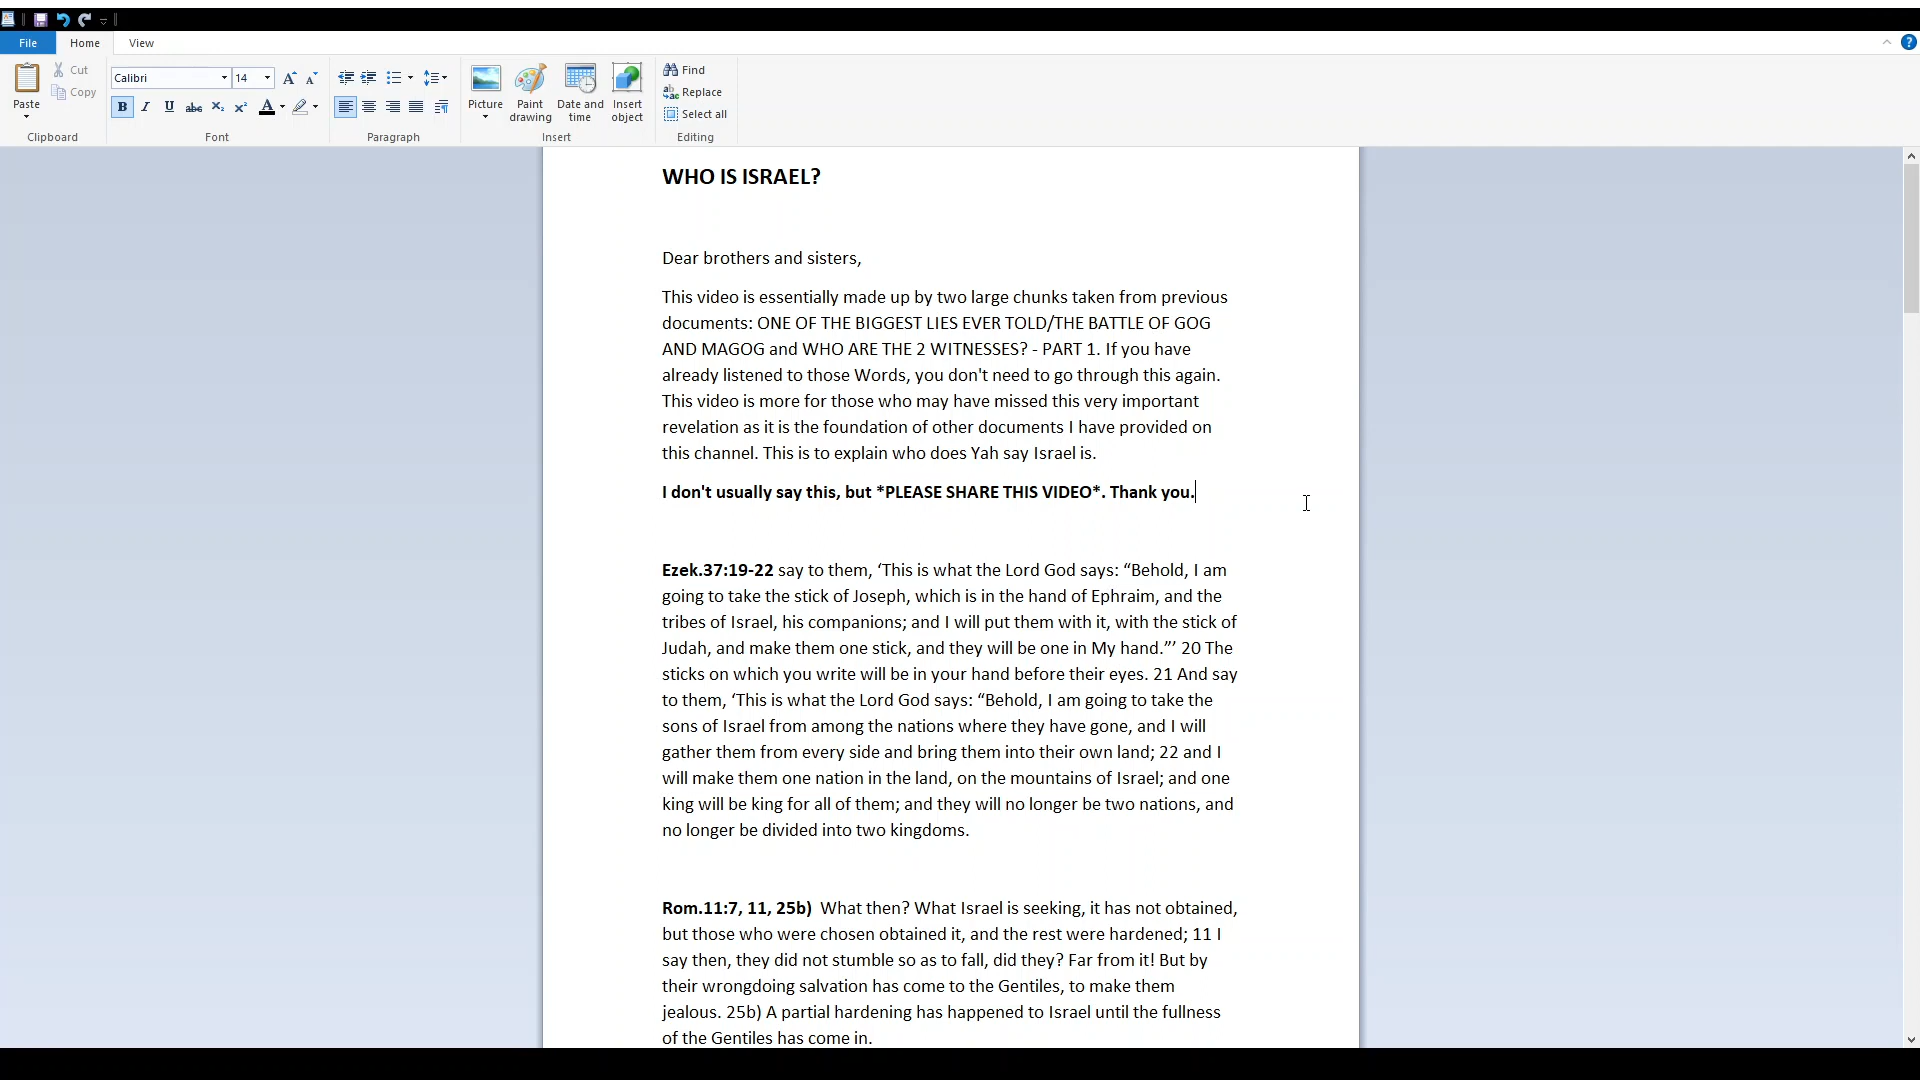 File Home View
Paste
Cut
Copy
Clipboard
Calibri 14
B I U abc X₂ X² A
Font
Paragraph
Picture
Paint drawing
Date and time
Insert object
Insert
Find
Replace
Select all
Editing
WHO IS ISRAEL?
Dear brothers and sisters,
This video is essentially made up by two large chunks taken from previous
documents: ONE OF THE BIGGEST LIES EVER TOLD/THE BATTLE OF GOG
AND MAGOG and WHO ARE THE 2 WITNESSES? - PART 1. If you have
already listened to those Words, you don't need to go through this again.
This video is more for those who may have missed this very important
revelation as it is the foundation of other documents I have provided on
this channel. This is to explain who does Yah say Israel is.
I don't usually say this, but *PLEASE SHARE THIS VIDEO*. Thank you.
Ezek.37:19-22 say to them, ‘This is what the Lord God says: “Behold, I am
going to take the stick of Joseph, which is in the hand of Ephraim, and the
tribes of Israel, his companions; and I will put them with it, with the stick of
Judah, and make them one stick, and they will be one in My hand.”’ 20 The
sticks on which you write will be in your hand before their eyes. 21 And say
to them, ‘This is what the Lord God says: “Behold, I am going to take the
sons of Israel from among the nations where they have gone, and I will
gather them from every side and bring them into their own land; 22 and I
will make them one nation in the land, on the mountains of Israel; and one
king will be king for all of them; and they will no longer be two nations, and
no longer be divided into two kingdoms.
Rom.11:7, 11, 25b) What then? What Israel is seeking, it has not obtained,
but those who were chosen obtained it, and the rest were hardened; 11 I
say then, they did not stumble so as to fall, did they? Far from it! But by
their wrongdoing salvation has come to the Gentiles, to make them
jealous. 25b) A partial hardening has happened to Israel until the fullness
of the Gentiles has come in.